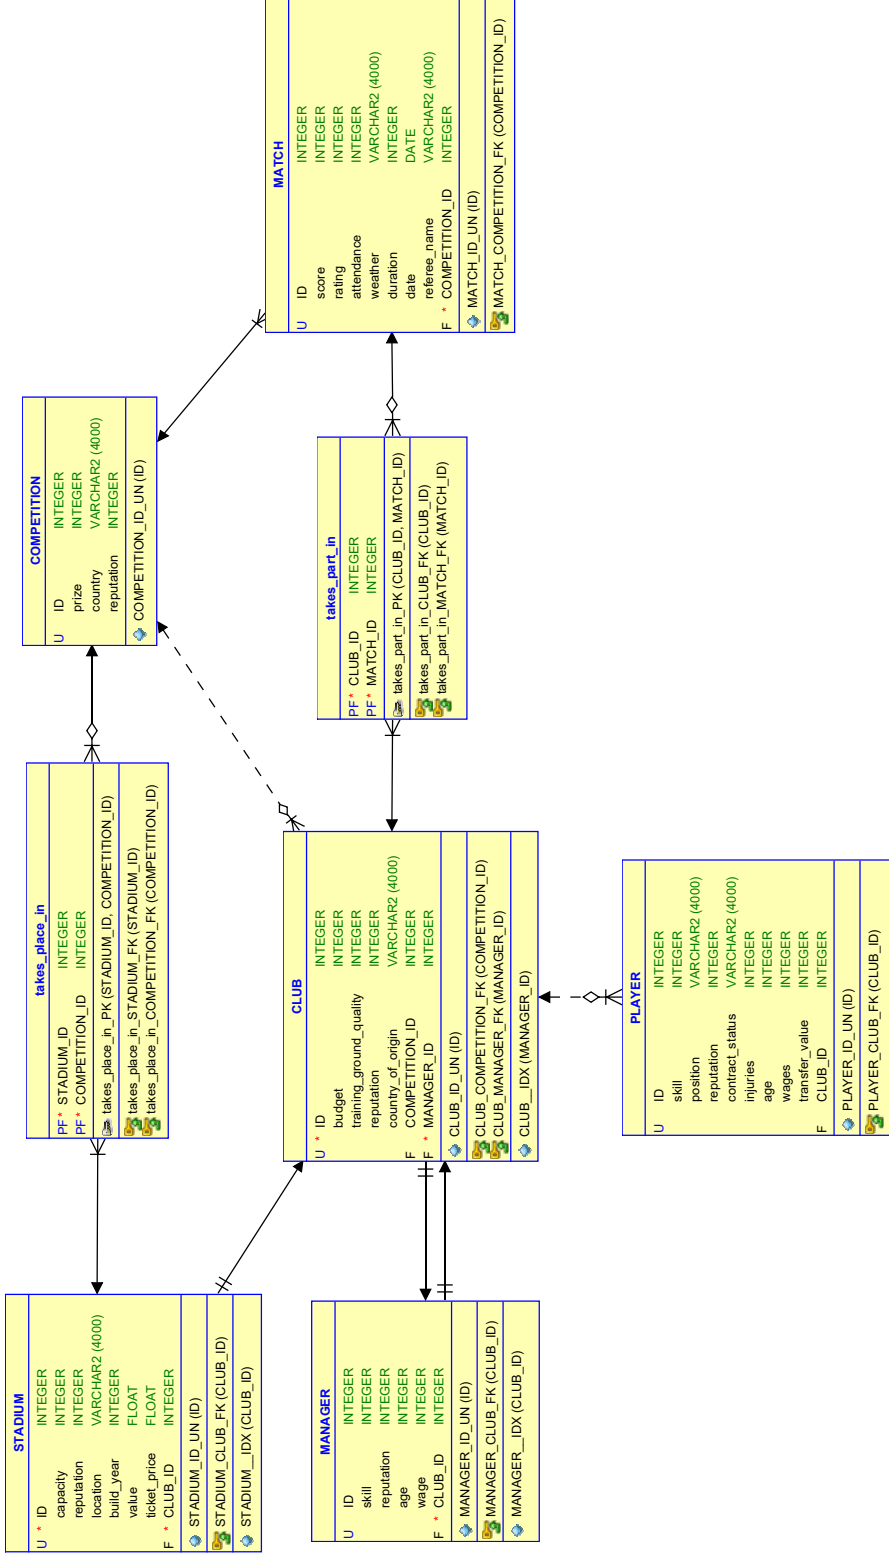 STADIUM
U * ID INTEGER
capacity INTEGER
reputation INTEGER
location VARCHAR2 (4000)
build_year INTEGER
value FLOAT
ticket_price FLOAT
F * CLUB_ID INTEGER
STADIUM_ID_UN (ID)
STADIUM_CLUB_FK (CLUB_ID)
STADIUM__IDX (CLUB_ID)
takes_place_in
PF * STADIUM_ID INTEGER
PF * COMPETITION_ID INTEGER
takes_place_in_PK (STADIUM_ID, COMPETITION_ID)
takes_place_in_STADIUM_FK (STADIUM_ID)
takes_place_in_COMPETITION_FK (COMPETITION_ID)
COMPETITION
U ID INTEGER
prize INTEGER
country VARCHAR2 (4000)
reputation INTEGER
COMPETITION_ID_UN (ID)
MATCH
U ID INTEGER
score INTEGER
rating INTEGER
attendance INTEGER
weather VARCHAR2 (4000)
duration INTEGER
date DATE
referee_name VARCHAR2 (4000)
F * COMPETITION_ID INTEGER
MATCH_ID_UN (ID)
MATCH_COMPETITION_FK (COMPETITION_ID)
MANAGER
U ID INTEGER
skill INTEGER
reputation INTEGER
age INTEGER
wage INTEGER
F * CLUB_ID INTEGER
MANAGER_ID_UN (ID)
MANAGER_CLUB_FK (CLUB_ID)
MANAGER__IDX (CLUB_ID)
CLUB
U * ID INTEGER
budget INTEGER
training_ground_quality INTEGER
reputation INTEGER
country_of_origin VARCHAR2 (4000)
F COMPETITION_ID INTEGER
F * MANAGER_ID INTEGER
CLUB_ID_UN (ID)
CLUB_COMPETITION_FK (COMPETITION_ID)
CLUB_MANAGER_FK (MANAGER_ID)
CLUB__IDX (MANAGER_ID)
takes_part_in
PF * CLUB_ID INTEGER
PF * MATCH_ID INTEGER
takes_part_in_PK (CLUB_ID, MATCH_ID)
takes_part_in_CLUB_FK (CLUB_ID)
takes_part_in_MATCH_FK (MATCH_ID)
PLAYER
U ID INTEGER
skill INTEGER
position VARCHAR2 (4000)
reputation INTEGER
contract_status VARCHAR2 (4000)
injuries INTEGER
age INTEGER
wages INTEGER
transfer_value INTEGER
F CLUB_ID INTEGER
PLAYER_ID_UN (ID)
PLAYER_CLUB_FK (CLUB_ID)